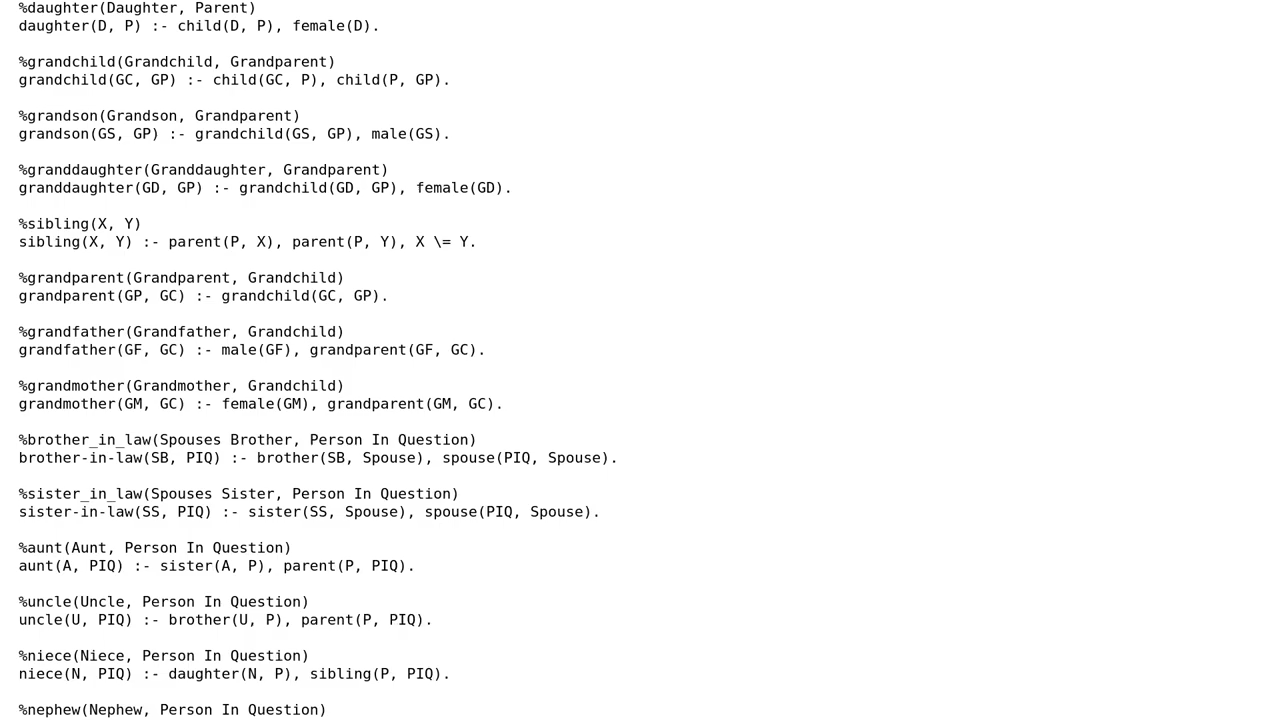 %daughter(Daughter, Parent)
daughter(D, P) :- child(D, P), female(D).
%grandchild(Grandchild, Grandparent)
grandchild(GC, GP) :- child(GC, P), child(P, GP).
%grandson(Grandson, Grandparent)
grandson(GS, GP) :- grandchild(GS, GP), male(GS).
%granddaughter(Granddaughter, Grandparent)
granddaughter(GD, GP) :- grandchild(GD, GP), female(GD).
%sibling(X, Y)
sibling(X, Y) :- parent(P, X), parent(P, Y), X \= Y.
%grandparent(Grandparent, Grandchild)
grandparent(GP, GC) :- grandchild(GC, GP).
%grandfather(Grandfather, Grandchild)
grandfather(GF, GC) :- male(GF), grandparent(GF, GC).
%grandmother(Grandmother, Grandchild)
grandmother(GM, GC) :- female(GM), grandparent(GM, GC).
%brother_in_law(Spouses Brother, Person In Question)
brother-in-law(SB, PIQ) :- brother(SB, Spouse), spouse(PIQ, Spouse).
%sister_in_law(Spouses Sister, Person In Question)
sister-in-law(SS, PIQ) :- sister(SS, Spouse), spouse(PIQ, Spouse).
%aunt(Aunt, Person In Question)
aunt(A, PIQ) :- sister(A, P), parent(P, PIQ).
%uncle(Uncle, Person In Question)
uncle(U, PIQ) :- brother(U, P), parent(P, PIQ).
%niece(Niece, Person In Question)
niece(N, PIQ) :- daughter(N, P), sibling(P, PIQ).
%nephew(Nephew, Person In Question)